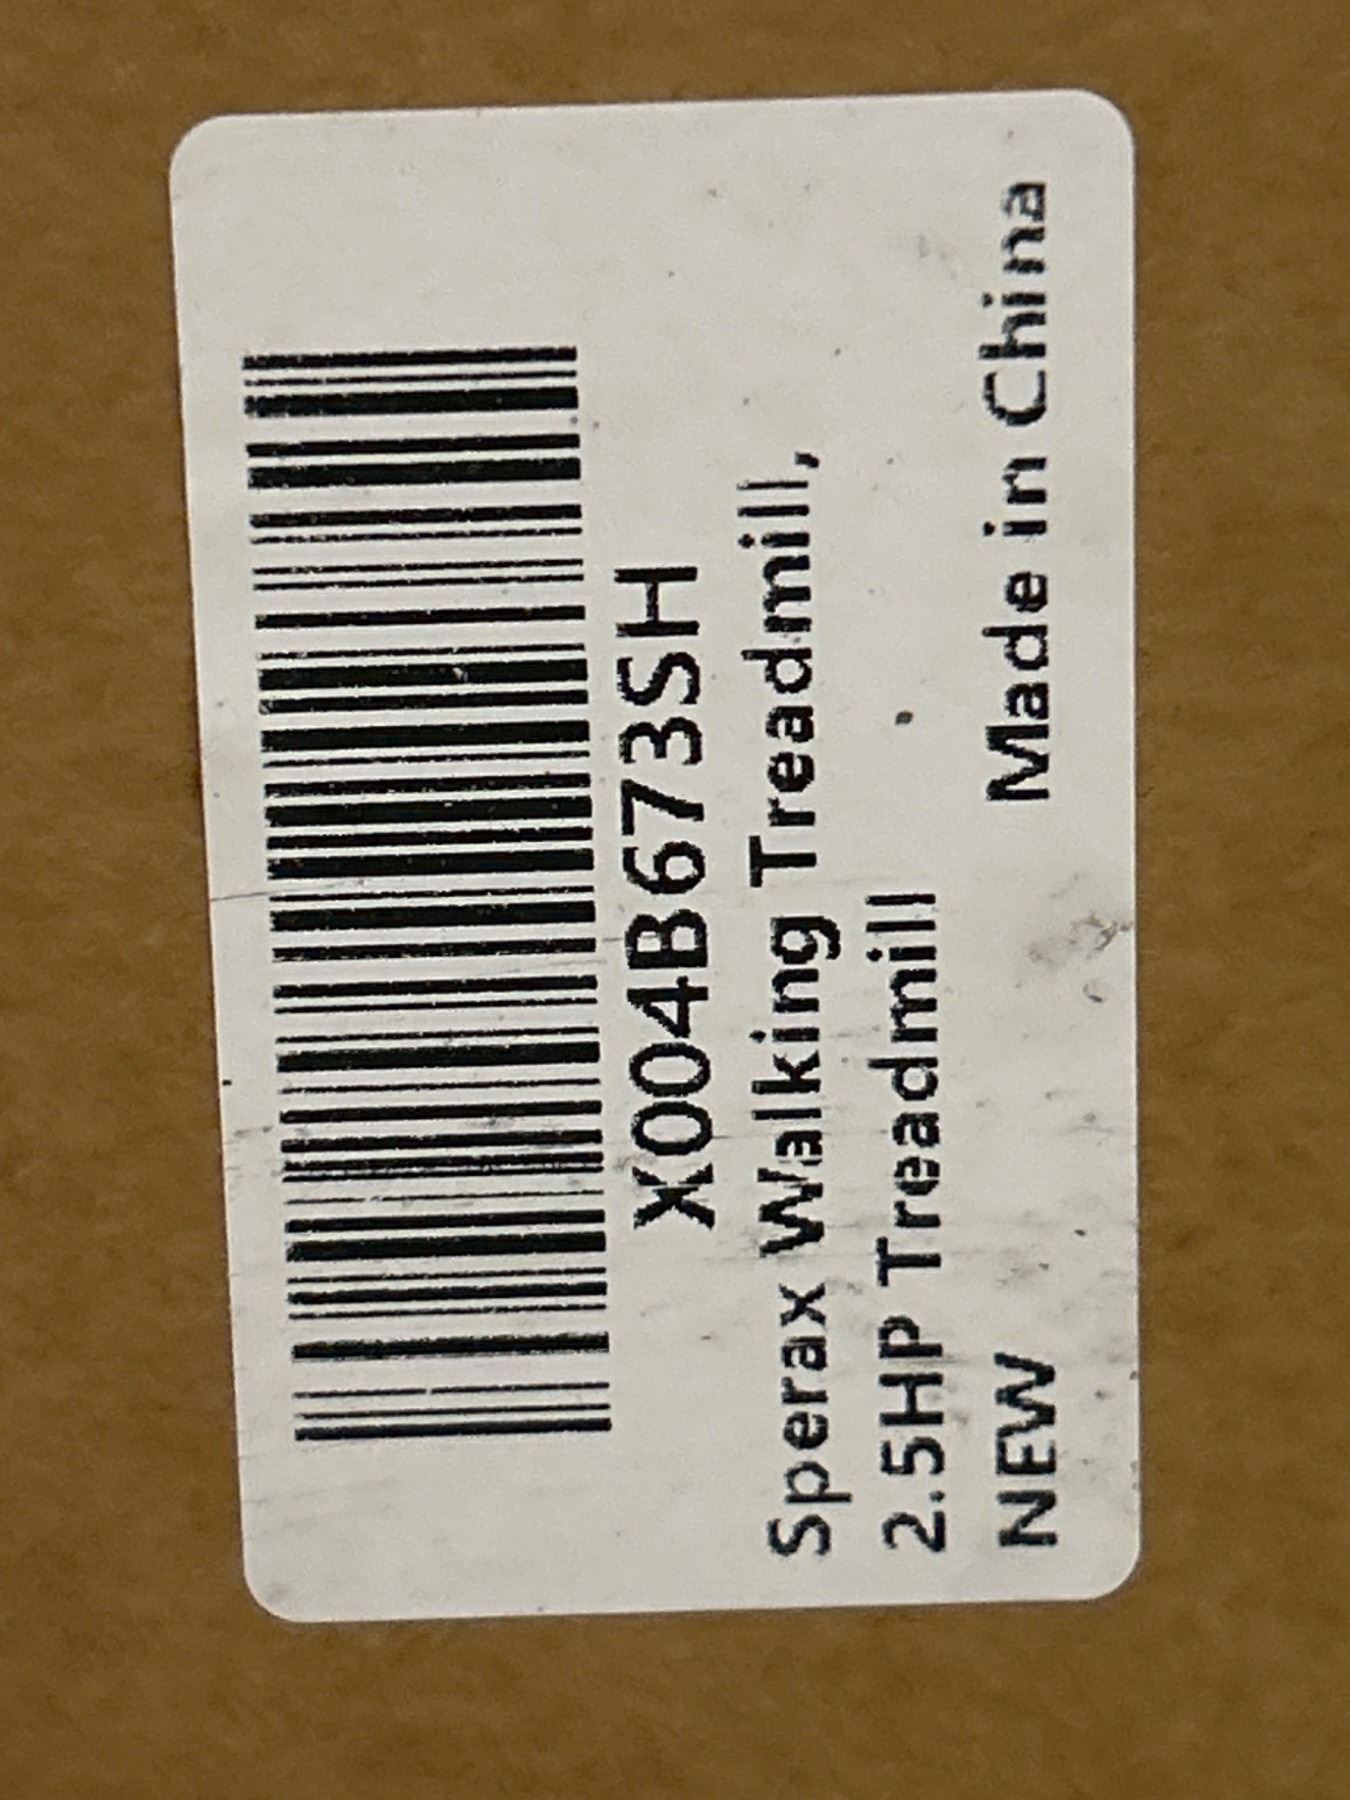 X004B673SH
Sperax Walking Treadmill,
2.5HP Treadmill
NEW Made in China